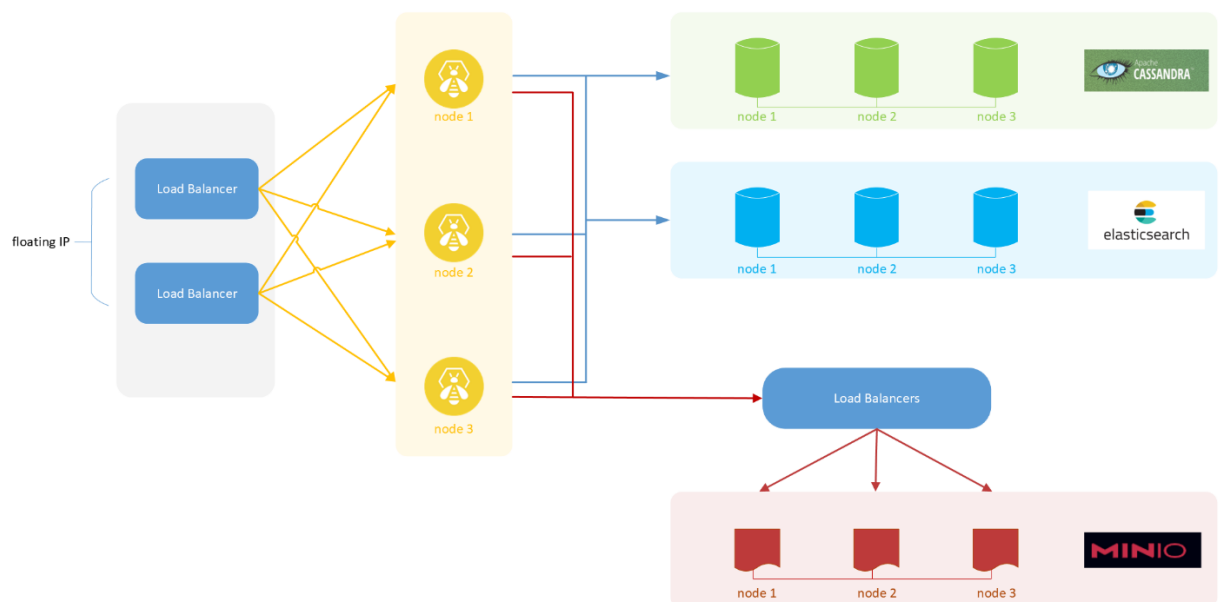 floating IP
Load Balancer
Load Balancer
node 1
node 2
node 3
node 1
node 2
node 3
Apache
CASSANDRA
node 1
node 2
node 3
elasticsearch
Load Balancers
node 1
node 2
node 3
MINIO